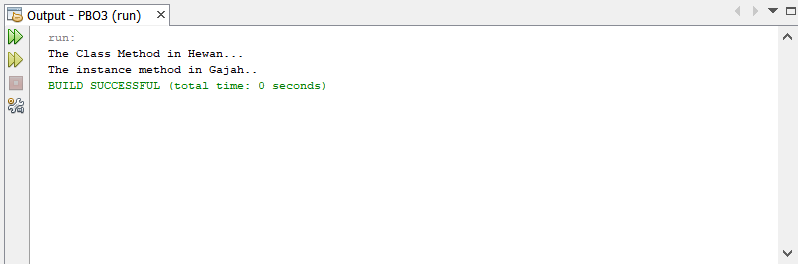 Output - PBO3 (run)
run:
The Class Method in Hewan...
The instance method in Gajah..
BUILD SUCCESSFUL (total time: 0 seconds)